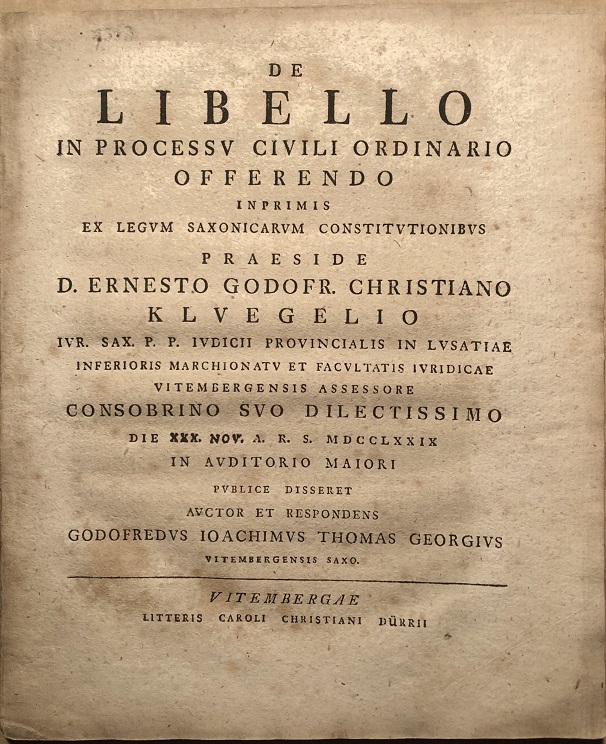 DE
LIBELLO
IN PROCESSV CIVILI ORDINARIO
OFFERENDO
INPRIMIS
EX LEGVM SAXONICARVM CONSTITVTIONIBVS
PRAESIDE
D. ERNESTO GODOFR. CHRISTIANO
KLVEGELIO
IVR. SAX. P. P. IVDICII PROVINCIALIS IN LVSATIAE
INFERIORIS MARCHIONATV ET FACVLTATIS IVRIDICAE
VITEMBERGENSIS ASSESSORE
CONSOBRINO SVO DILECTISSIMO
DIE XXX. NOV. A. R. S. MDCCLXXIX
IN AVDITORIO MAIORI
PVBLICE DISSERET
AVCTOR ET RESPONDENS
GODOFREDVS IOACHIMVS THOMAS GEORGIVS
VITEMBERGENSIS SAXO.
VITEMBERGAE
LITTERIS CAROLI CHRISTIANI DÜRRII